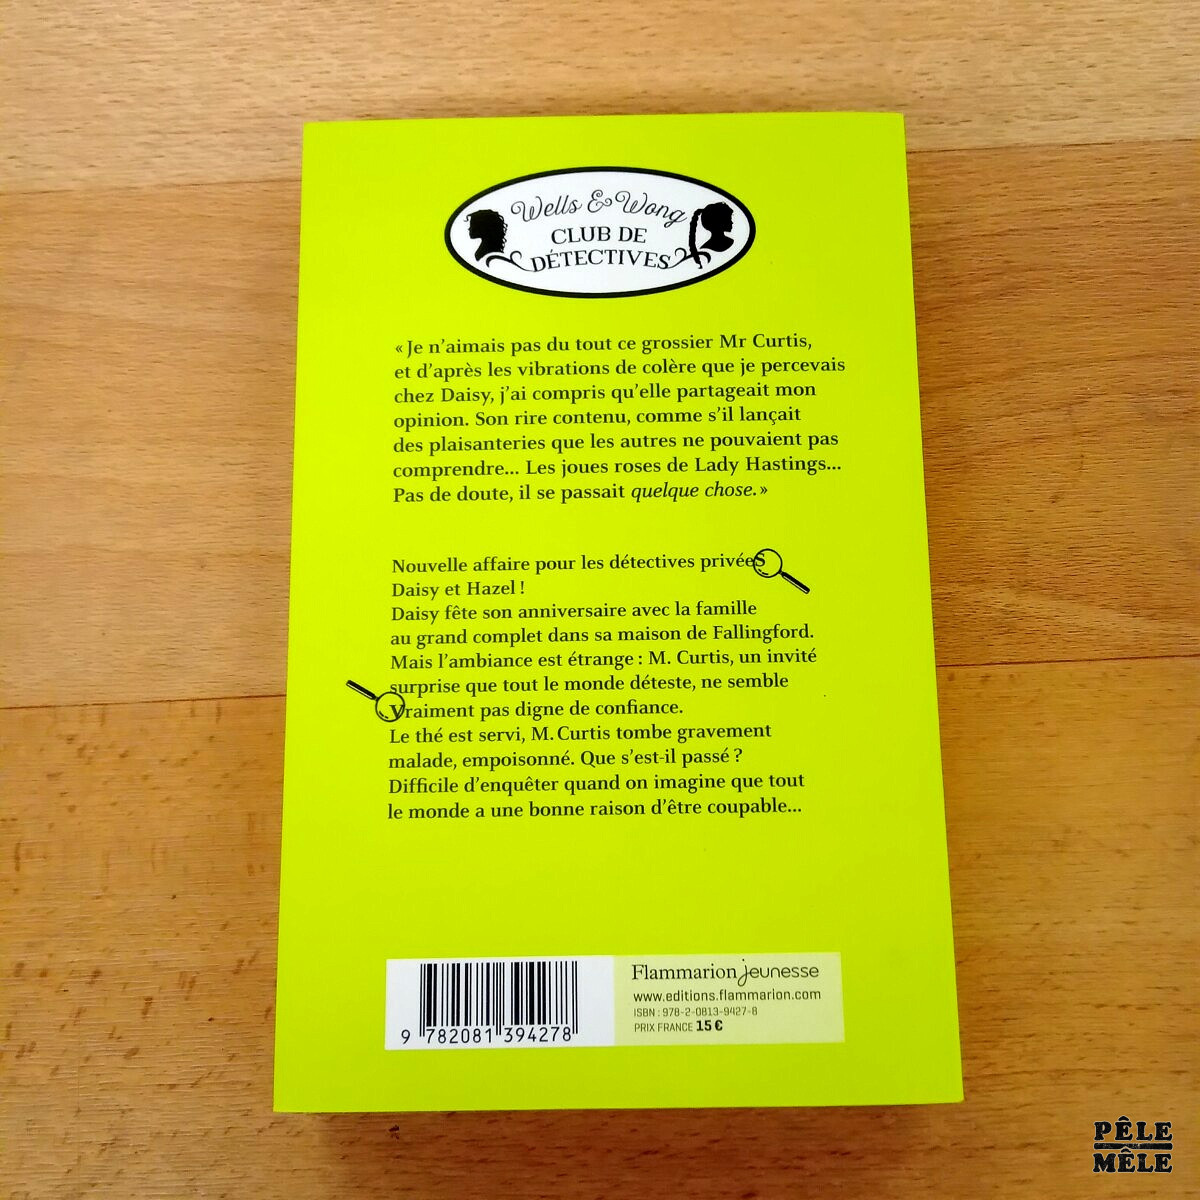 Wells & Wong
CLUB DE
DÉTECTIVES
« Je n'aimais pas du tout ce grossier Mr Curtis,
et d'après les vibrations de colère que je percevais
chez Daisy, j'ai compris qu'elle partageait mon
opinion. Son rire contenu, comme s'il lançait
des plaisanteries que les autres ne pouvaient pas
comprendre... Les joues roses de Lady Hastings...
Pas de doute, il se passait quelque chose. »
Nouvelle affaire pour les détectives privéeS
Daisy et Hazel !
Daisy fête son anniversaire avec la famille
au grand complet dans sa maison de Fallingford.
Mais l'ambiance est étrange : M. Curtis, un invité
surprise que tout le monde déteste, ne semble
Vraiment pas digne de confiance.
Le thé est servi, M. Curtis tombe gravement
malade, empoisonné. Que s'est-il passé ?
Difficile d'enquêter quand on imagine que tout
le monde a une bonne raison d'être coupable...
Flammarion jeunesse
www.editions.flammarion.com
ISBN : 978-2-0813-9427-8
PRIX FRANCE 15 €
9 782081 394278
PÊLE
MÊLE